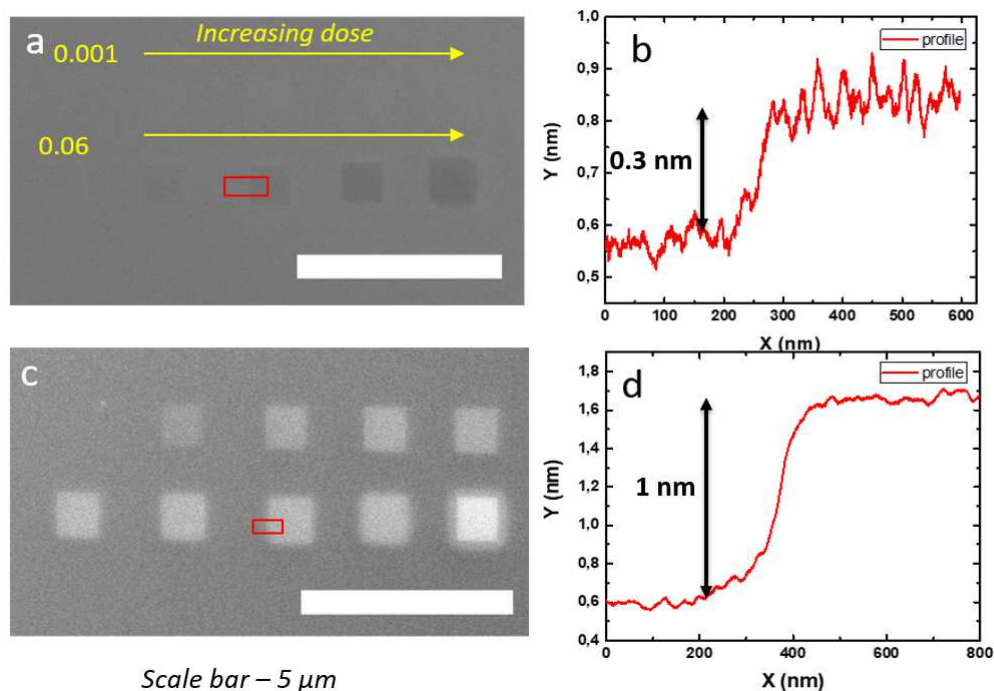 a
Increasing dose
0.001
0.06
b
profile
1,0
0,9
0,8
0,7
0,6
0,5
0.3 nm
Y (nm)
0 100 200 300 400 500 600
X (nm)
c
Scale bar – 5 μm
d
profile
1,8
1,6
1,4
1,2
1,0
0,8
0,6
0,4
1 nm
Y (nm)
0 200 400 600 800
X (nm)